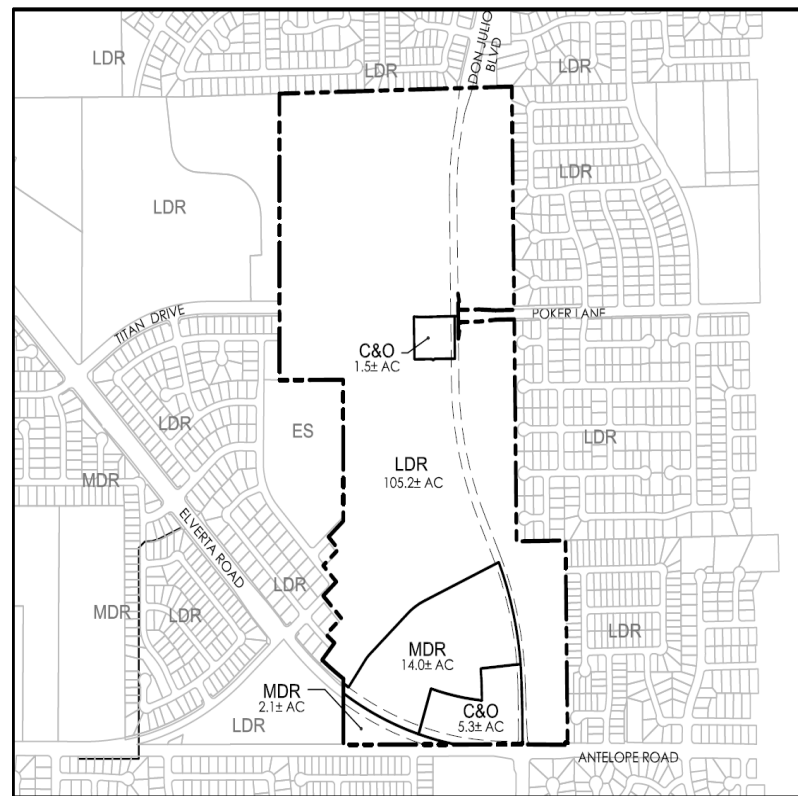 DON JULIO
BLVD
LDR
LDR
LDR
LDR
LDR
TITAN DRIVE
POKER LANE
C&O
1.5± AC
LDR
ES
LDR
LDR
105.2± AC
MDR
ELVERTA ROAD
LDR
MDR
LDR
LDR
MDR
14.0± AC
MDR
2.1± AC
C&O
5.3± AC
LDR
ANTELOPE ROAD